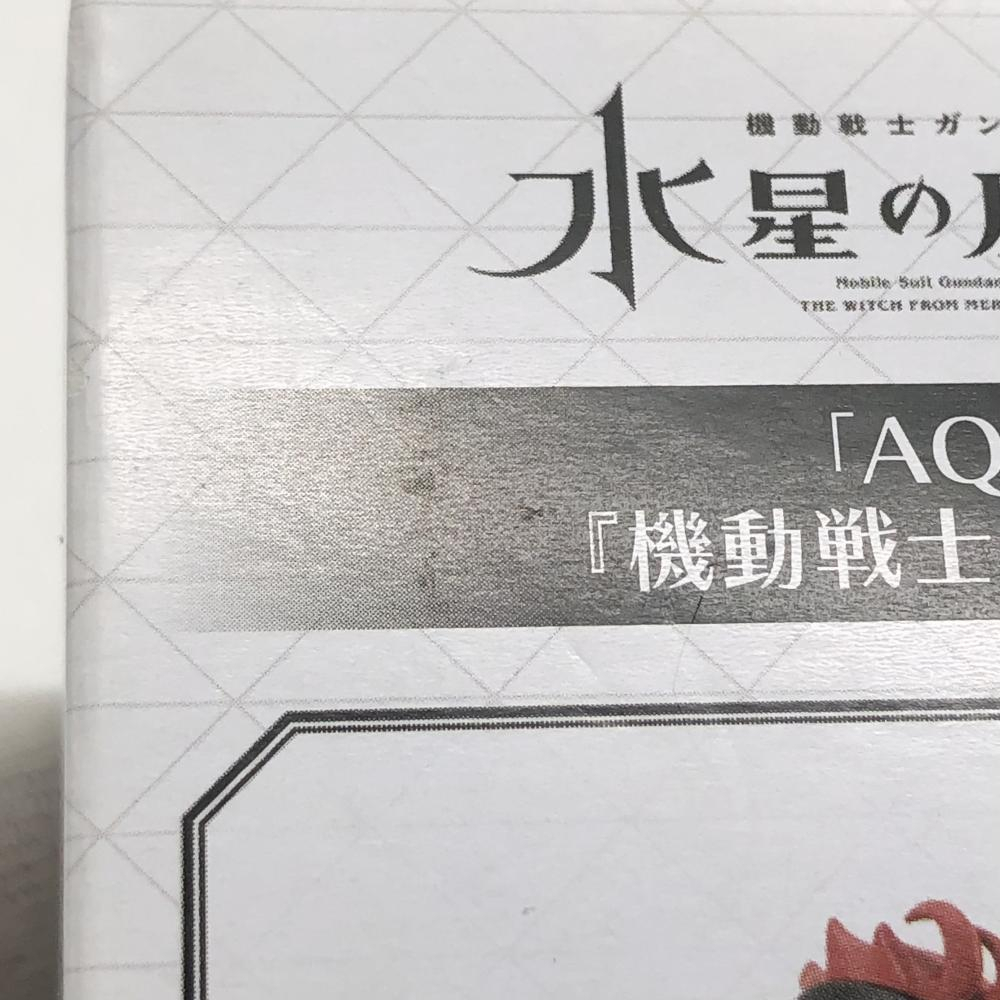 機動戦士ガン
水星の
Mobile Suit Gundam
THE WITCH FROM MER
「AQ
『機動戦士